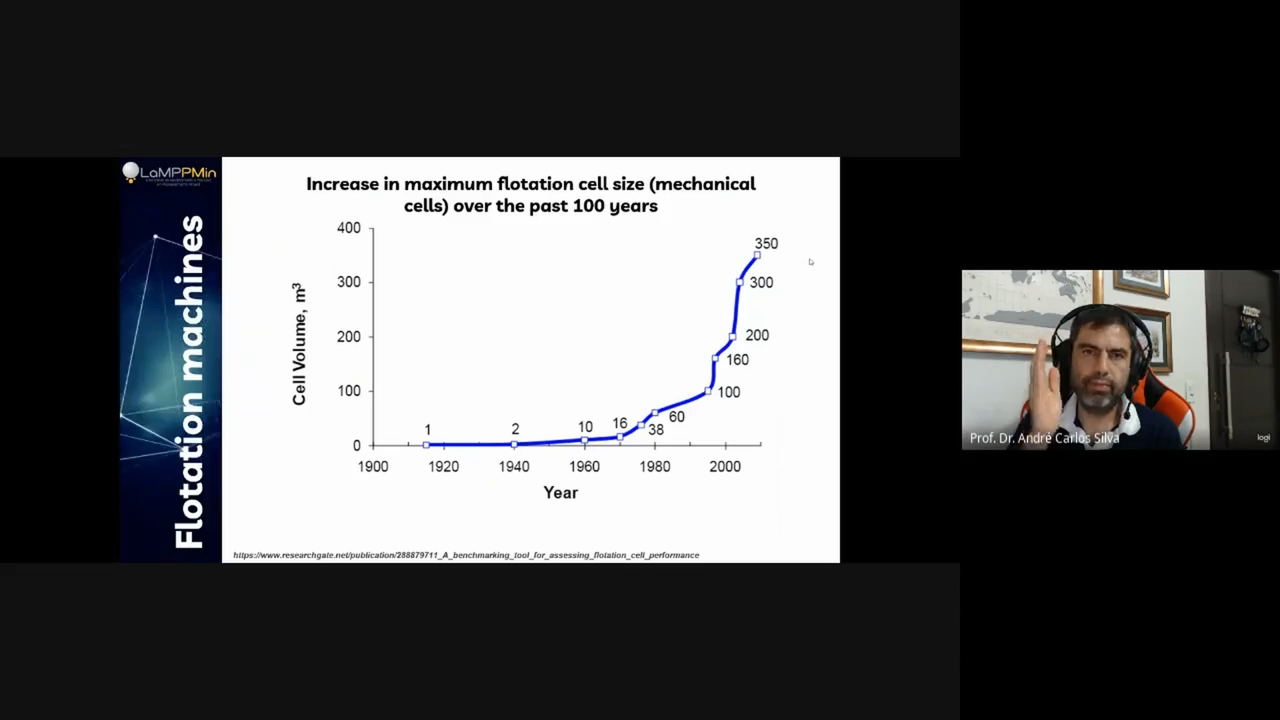 LaMPPMin
Flotation machines
Increase in maximum flotation cell size (mechanical
cells) over the past 100 years
400
300
200
100
0
Cell Volume, m³
1
2
10
16
38
60
100
160
200
300
350
1900
1920
1940
1960
1980
2000
Year
https://www.researchgate.net/publication/288879711_A_benchmarking_tool_for_assessing_flotation_cell_performance
Prof. Dr. André Carlos Silva
logi